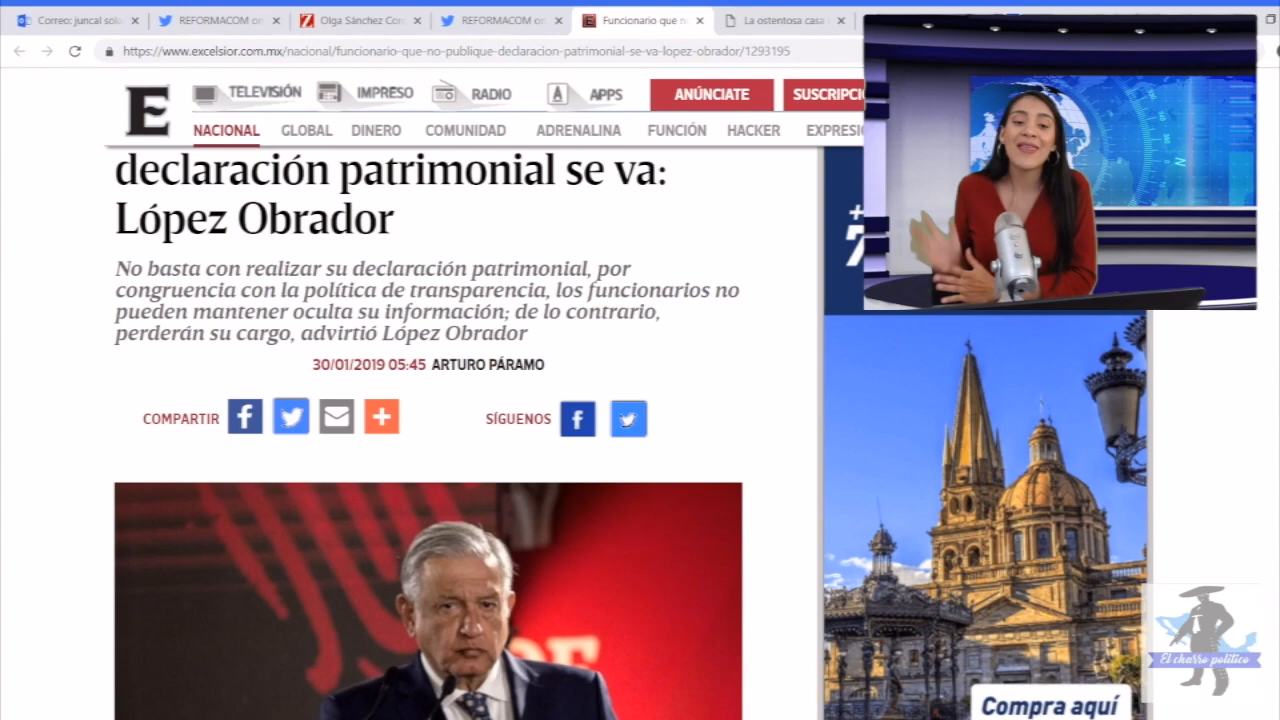 Correo: juncal sol
REFORMACOM on
Olga Sánchez Cor
REFORMACOM on
Funcionario que n
La ostentosa casa
https://www.excelsior.com.mx/nacional/funcionario-que-no-publique-declaracion-patrimonial-se-va-lopez-obrador/1293195
E
TELEVISIÓN IMPRESO RADIO APPS ANÚNCIATE SUSCRIPCI
NACIONAL GLOBAL DINERO COMUNIDAD ADRENALINA FUNCIÓN HACKER EXPRESI
declaración patrimonial se va:
López Obrador
No basta con realizar su declaración patrimonial, por
congruencia con la política de transparencia, los funcionarios no
pueden mantener oculta su información; de lo contrario,
perderán su cargo, advirtió López Obrador
30/01/2019 05:45 ARTURO PÁRAMO
COMPARTIR
SÍGUENOS
El charro político
Compra aquí